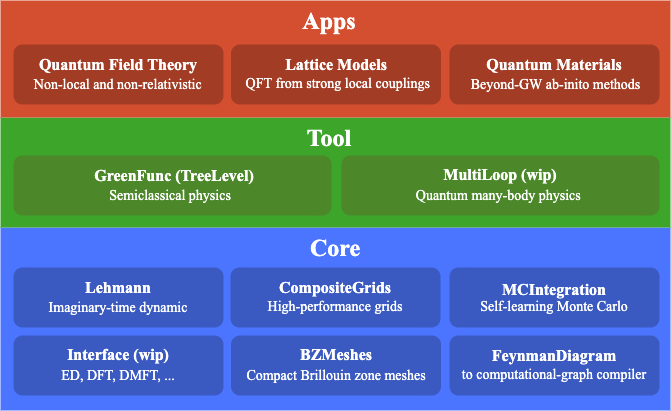 Apps
Quantum Field Theory
Non-local and non-relativistic
Lattice Models
QFT from strong local couplings
Quantum Materials
Beyond-GW ab-inito methods
Tool
GreenFunc (TreeLevel)
Semiclassical physics
MultiLoop (wip)
Quantum many-body physics
Core
Lehmann
Imaginary-time dynamic
CompositeGrids
High-performance grids
MCIntegration
Self-learning Monte Carlo
Interface (wip)
ED, DFT, DMFT, ...
BZMeshes
Compact Brillouin zone meshes
FeynmanDiagram
to computational-graph compiler